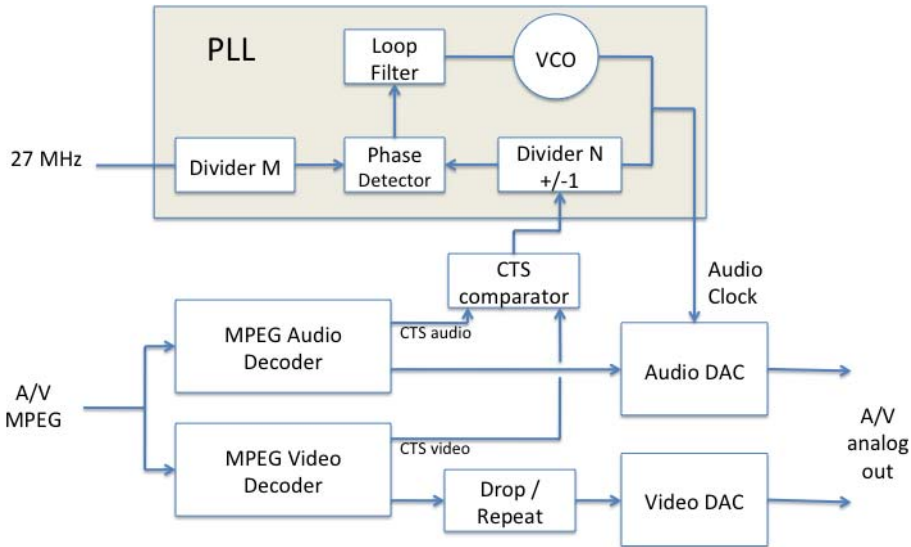 PLL
Loop
Filter
VCO
27 MHz
Divider M
Phase
Detector
Divider N
+/-1
CTS
comparator
Audio
Clock
MPEG Audio
Decoder
CTS audio
Audio DAC
A/V
MPEG
MPEG Video
Decoder
CTS video
Drop /
Repeat
Video DAC
A/V
analog
out